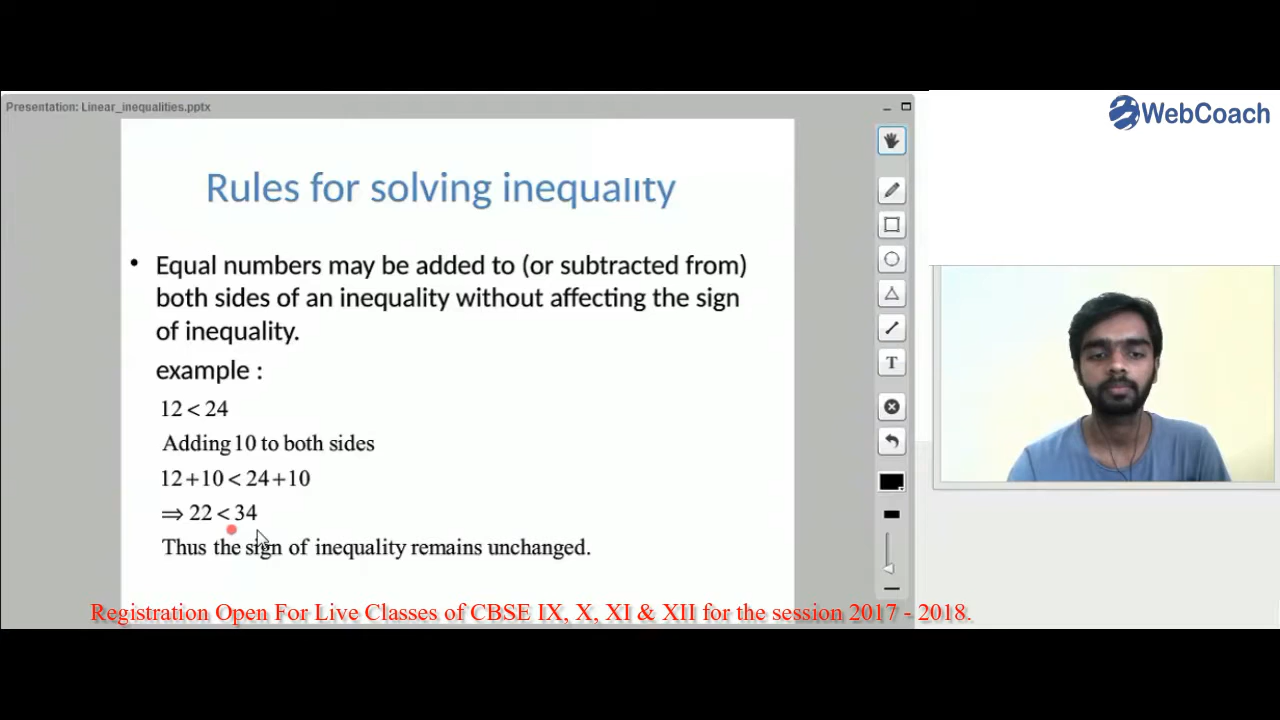 Presentation: Linear_inequalities.pptx
WebCoach
Rules for solving inequality
• Equal numbers may be added to (or subtracted from)
both sides of an inequality without affecting the sign
of inequality.
example :
12 < 24
Adding 10 to both sides
12+10 < 24+10
⇒ 22 < 34
Thus the sign of inequality remains unchanged.
T
Registration Open For Live Classes of CBSE IX, X, XI & XII for the session 2017 - 2018.